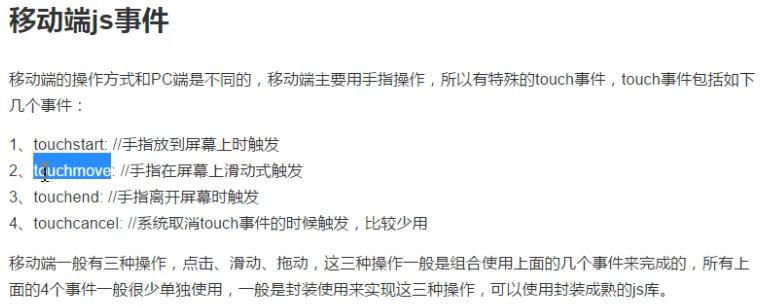 移动端js事件
移动端的操作方式和PC端是不同的，移动端主要用手指操作，所以有特殊的touch事件，touch事件包括如下
几个事件：
1、touchstart: //手指放到屏幕上时触发
2、touchmove: //手指在屏幕上滑动式触发
3、touchend: //手指离开屏幕时触发
4、touchcancel: //系统取消touch事件的时候触发，比较少用
移动端一般有三种操作，点击、滑动、拖动，这三种操作一般是组合使用上面的几个事件来完成的，所有上
面的4个事件一般很少单独使用，一般是封装使用来实现这三种操作，可以使用封装成熟的js库。